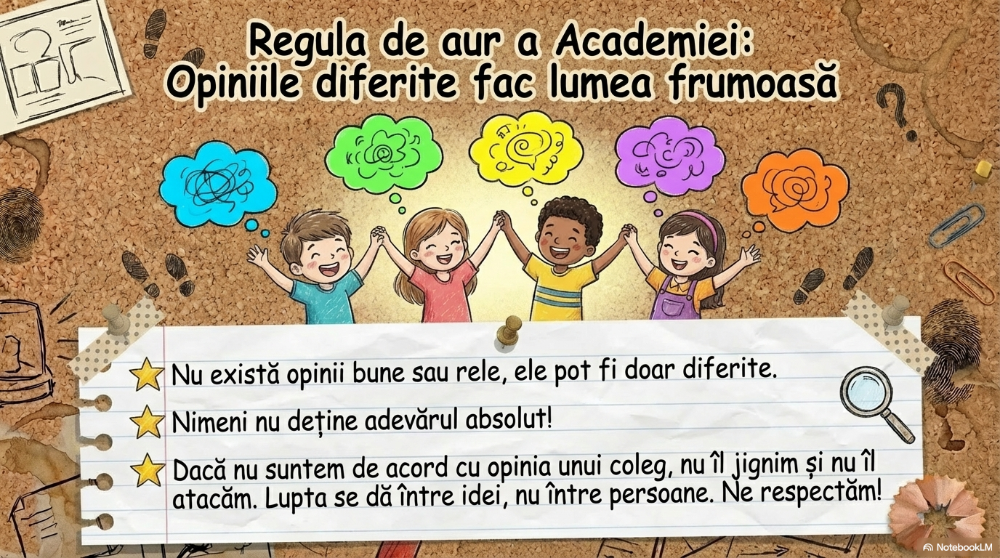 Regula de aur a Academiei:
Opiniile diferite fac lumea frumoasă
Nu există opinii bune sau rele, ele pot fi doar diferite.
Nimeni nu deține adevărul absolut!
Dacă nu suntem de acord cu opinia unui coleg, nu îl jignim și nu îl
atacăm. Lupta se dă între idei, nu între persoane. Ne respectăm!
NotebookLM